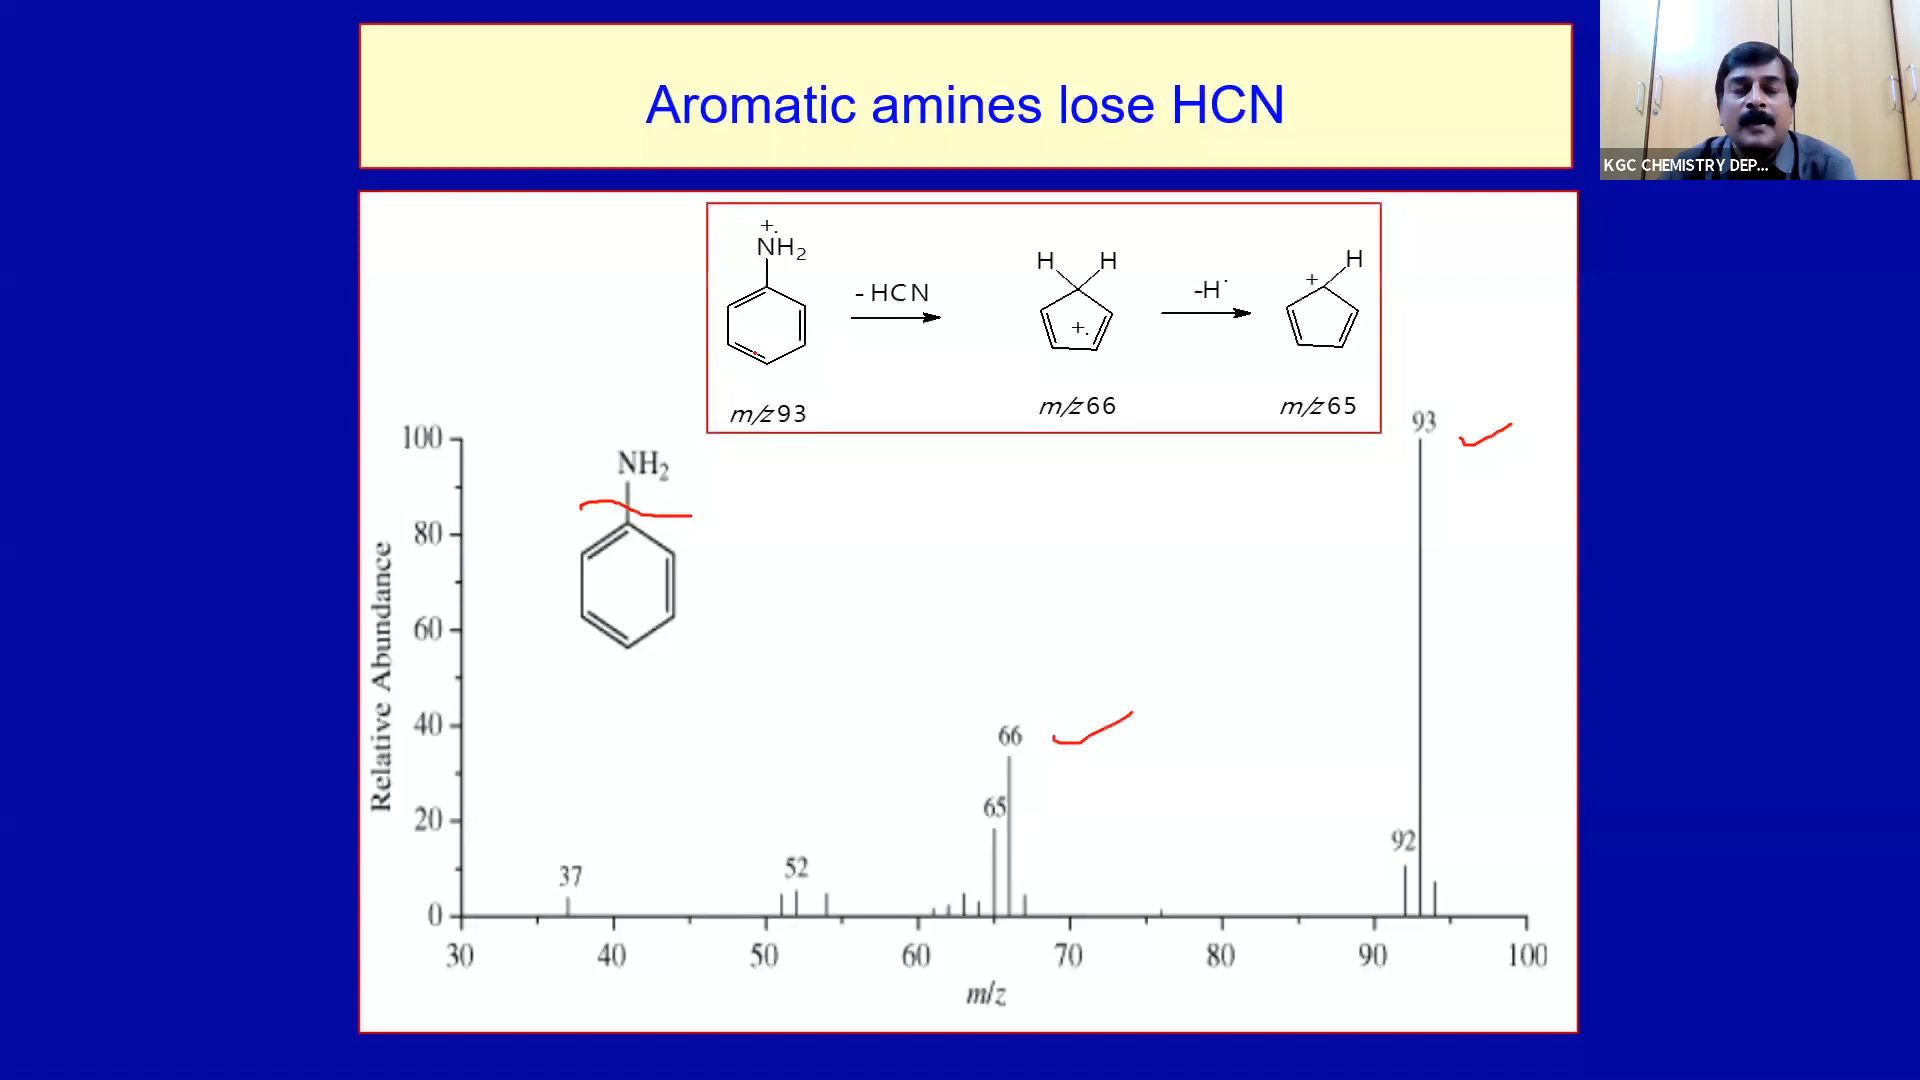 Aromatic amines lose HCN
KGC CHEMISTRY DEP...
+.
NH2
- HCN
H H
+.
-H˙
+ H
m/z 93
m/z 66
m/z 65
NH2
Relative Abundance
100
80
60
40
20
0
37
52
65
66
92
93
30 40 50 60 70 80 90 100
m/z